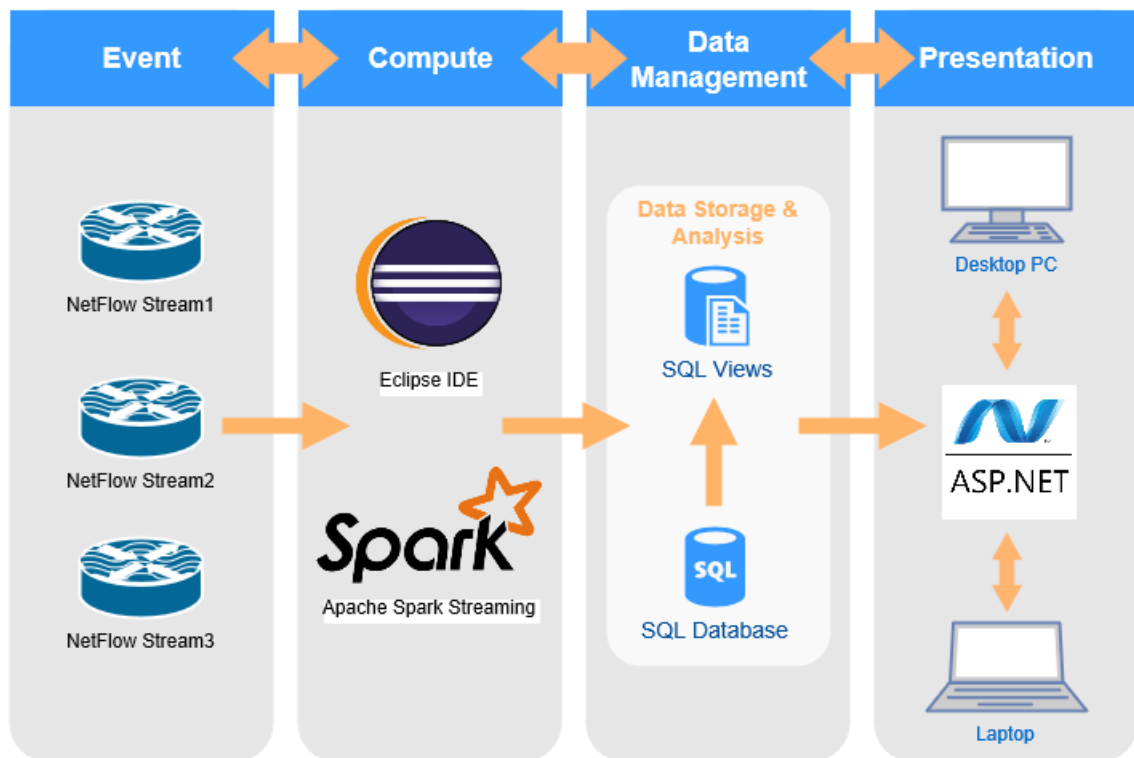 Event
Compute
Data
Management
Presentation
NetFlow Stream1
NetFlow Stream2
NetFlow Stream3
Eclipse IDE
Spark
Apache Spark Streaming
Data Storage &
Analysis
SQL Views
SQL
SQL Database
Desktop PC
ASP.NET
Laptop